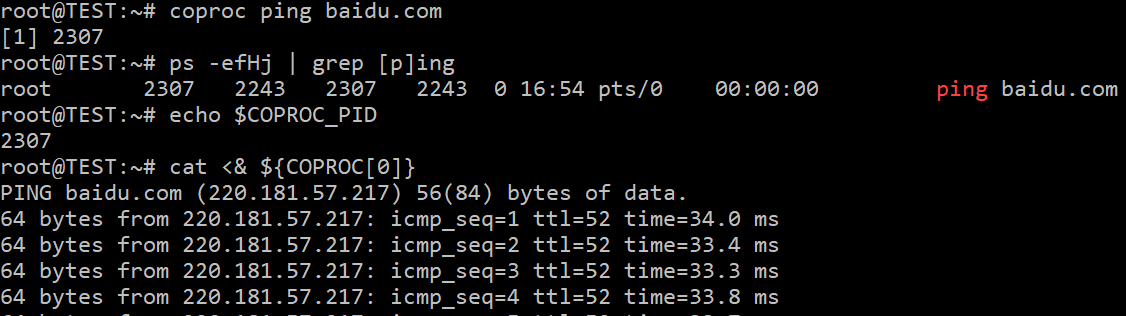 root@TEST:~# coproc ping baidu.com
[1] 2307
root@TEST:~# ps -efHj | grep [p]ing
root 2307 2243 2307 2243 0 16:54 pts/0 00:00:00 ping baidu.com
root@TEST:~# echo $COPROC_PID
2307
root@TEST:~# cat <& ${COPROC[0]}
PING baidu.com (220.181.57.217) 56(84) bytes of data.
64 bytes from 220.181.57.217: icmp_seq=1 ttl=52 time=34.0 ms
64 bytes from 220.181.57.217: icmp_seq=2 ttl=52 time=33.4 ms
64 bytes from 220.181.57.217: icmp_seq=3 ttl=52 time=33.3 ms
64 bytes from 220.181.57.217: icmp_seq=4 ttl=52 time=33.8 ms